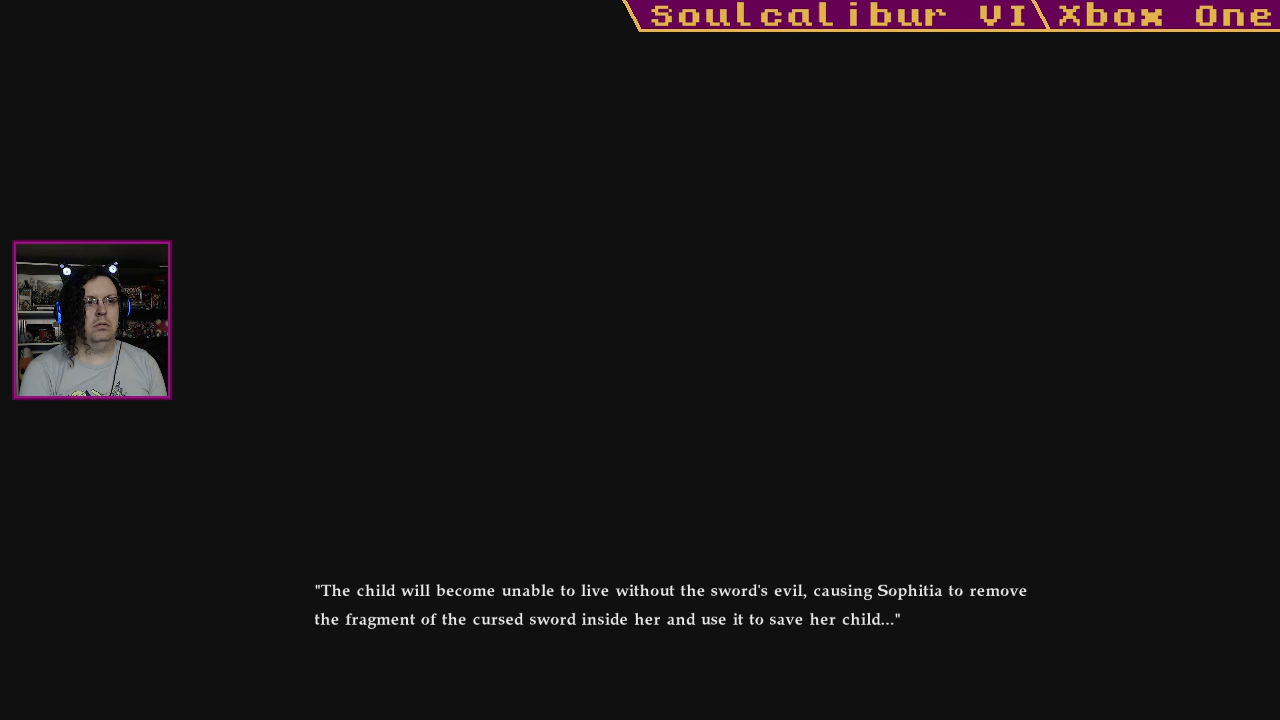 Soulcalibur VI Xbox One
"The child will become unable to live without the sword's evil, causing Sophitia to remove
the fragment of the cursed sword inside her and use it to save her child..."